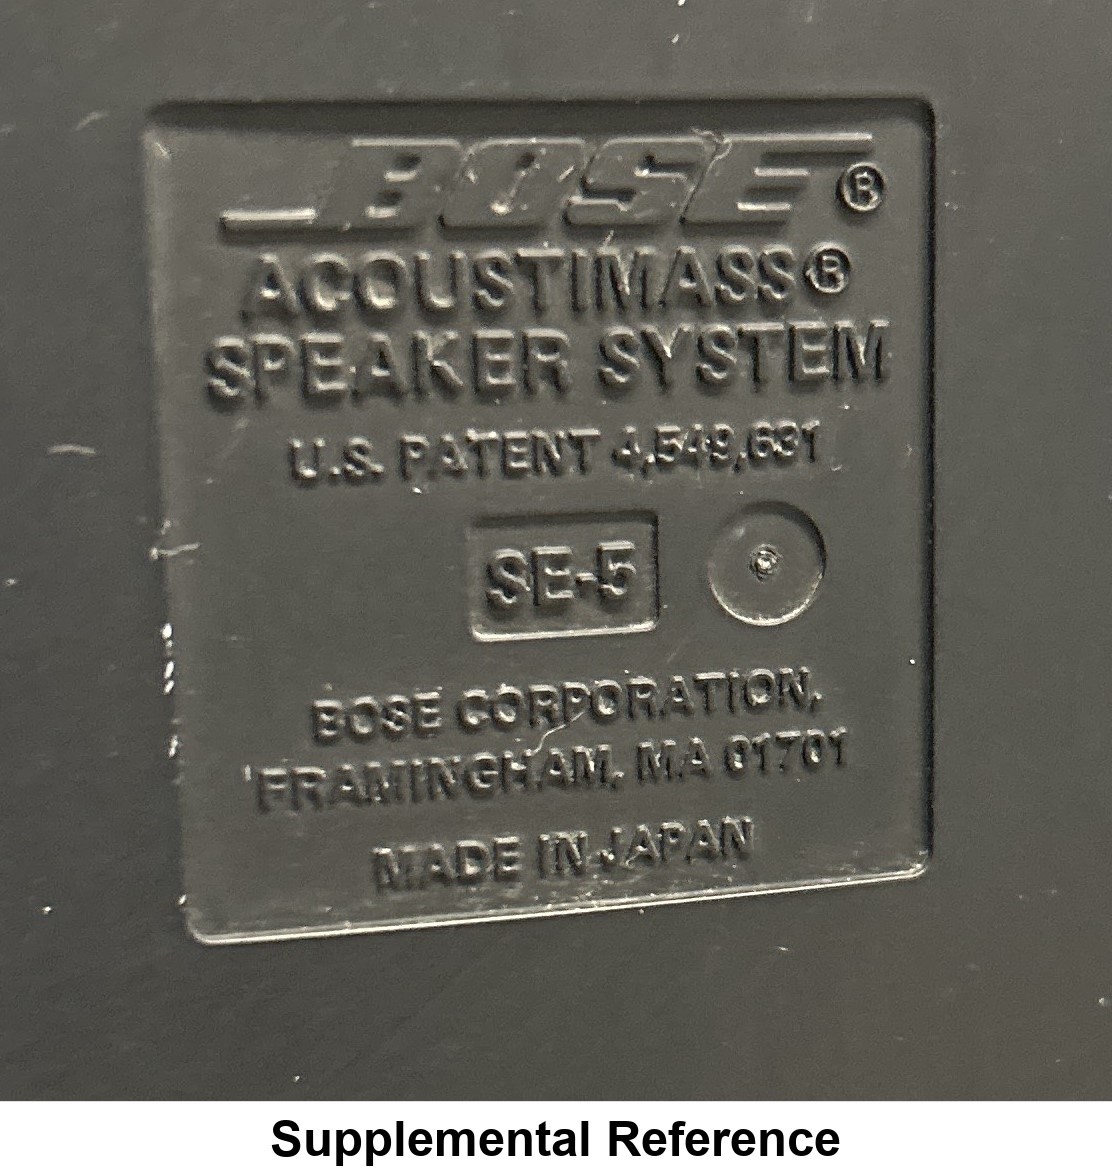 BOSE®
ACOUSTIMASS®
SPEAKER SYSTEM
U.S. PATENT 4,549,631
SE-5
BOSE CORPORATION,
FRAMINGHAM, MA 01701
MADE IN JAPAN
Supplemental Reference